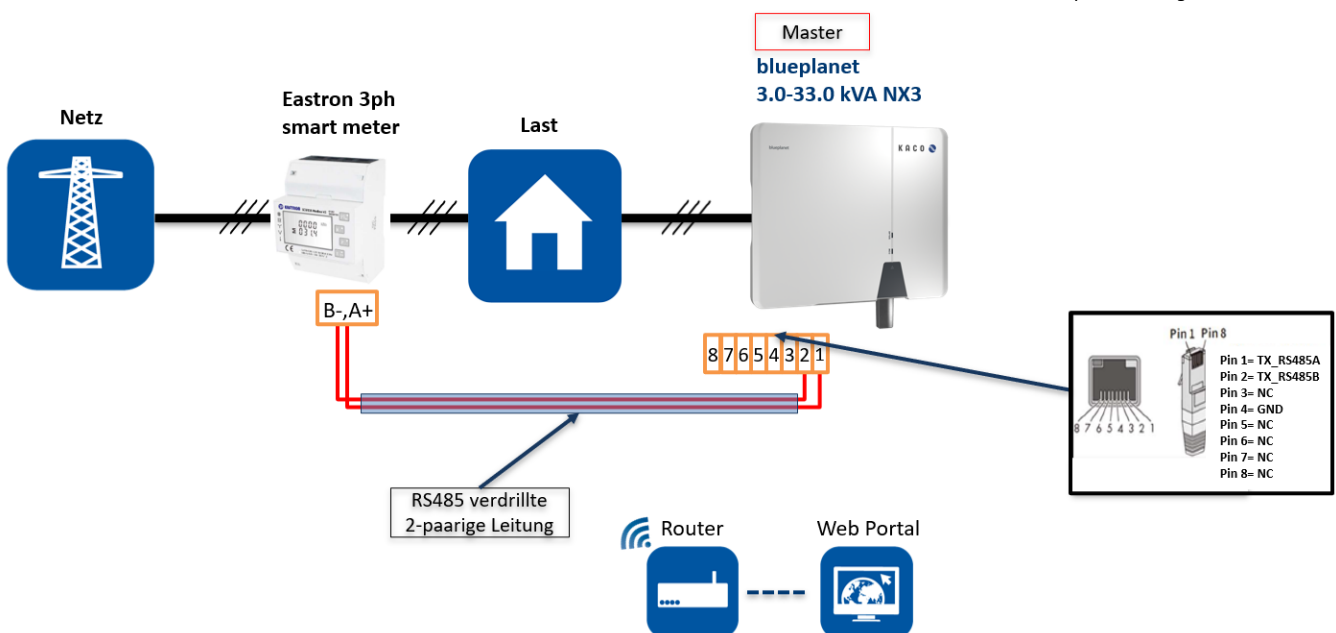 Master
blueplanet
3.0-33.0 kVA NX3
Netz
Eastron 3ph
smart meter
Last
KACO
B-,A+
8 7 6 5 4 3 2 1
RS485 verdrillte
2-paarige Leitung
Router
Web Portal
Pin 1 Pin 8
8 7 6 5 4 3 2 1
Pin 1= TX_RS485A
Pin 2= TX_RS485B
Pin 3= NC
Pin 4= GND
Pin 5= NC
Pin 6= NC
Pin 7= NC
Pin 8= NC